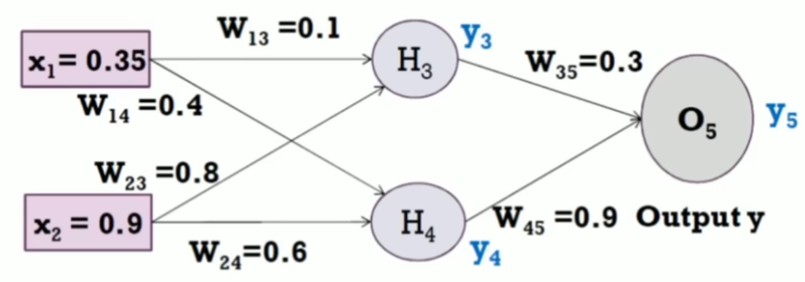 W₁₃ =0.1
y₃
x₁= 0.35
H₃
W₃₅=0.3
W₁₄ =0.4
O₅
y₅
W₂₃ =0.8
x₂ = 0.9
H₄
W₄₅ =0.9 Output y
W₂₄=0.6
y₄